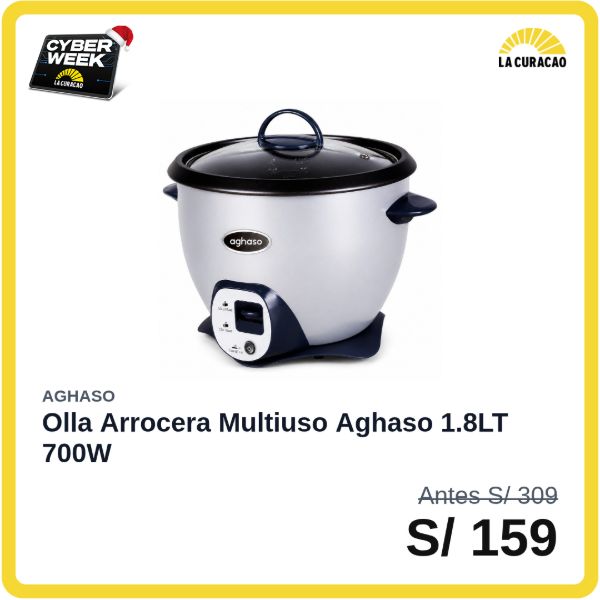 CYBER
WEEK
LA CURACAO
LA CURACAO
aghaso
AGHASO
Olla Arrocera Multiuso Aghaso 1.8LT
700W
Antes S/ 309
S/ 159